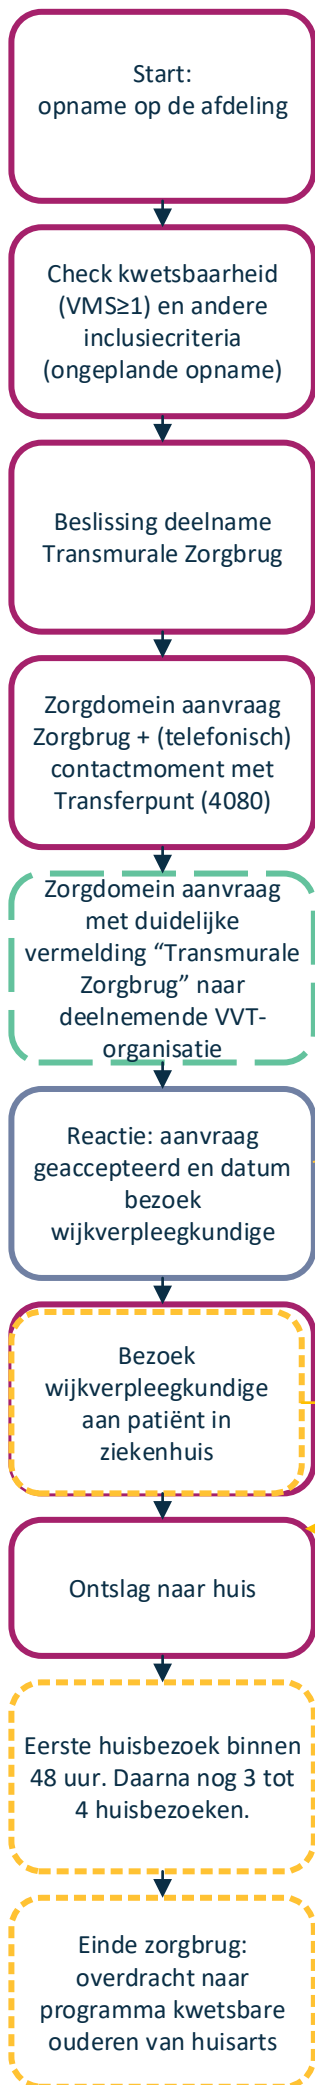 Start:
opname op de afdeling
Check kwetsbaarheid
(VMS≥1) en andere
inclusiecriteria
(ongeplande opname)
Beslissing deelname
Transmurale Zorgbrug
Zorgdomein aanvraag
Zorgbrug + (telefonisch)
contactmoment met
Transferpunt (4080)
Zorgdomein aanvraag
met duidelijke
vermelding “Transmurale
Zorgbrug” naar
deelnemende VVT-
organisatie
Reactie: aanvraag
geaccepteerd en datum
bezoek
wijkverpleegkundige
Bezoek
wijkverpleegkundige
aan patiënt in
ziekenhuis
Ontslag naar huis
Eerste huisbezoek binnen
48 uur. Daarna nog 3 tot
4 huisbezoeken.
Einde zorgbrug:
overdracht naar
programma kwetsbare
ouderen van huisarts